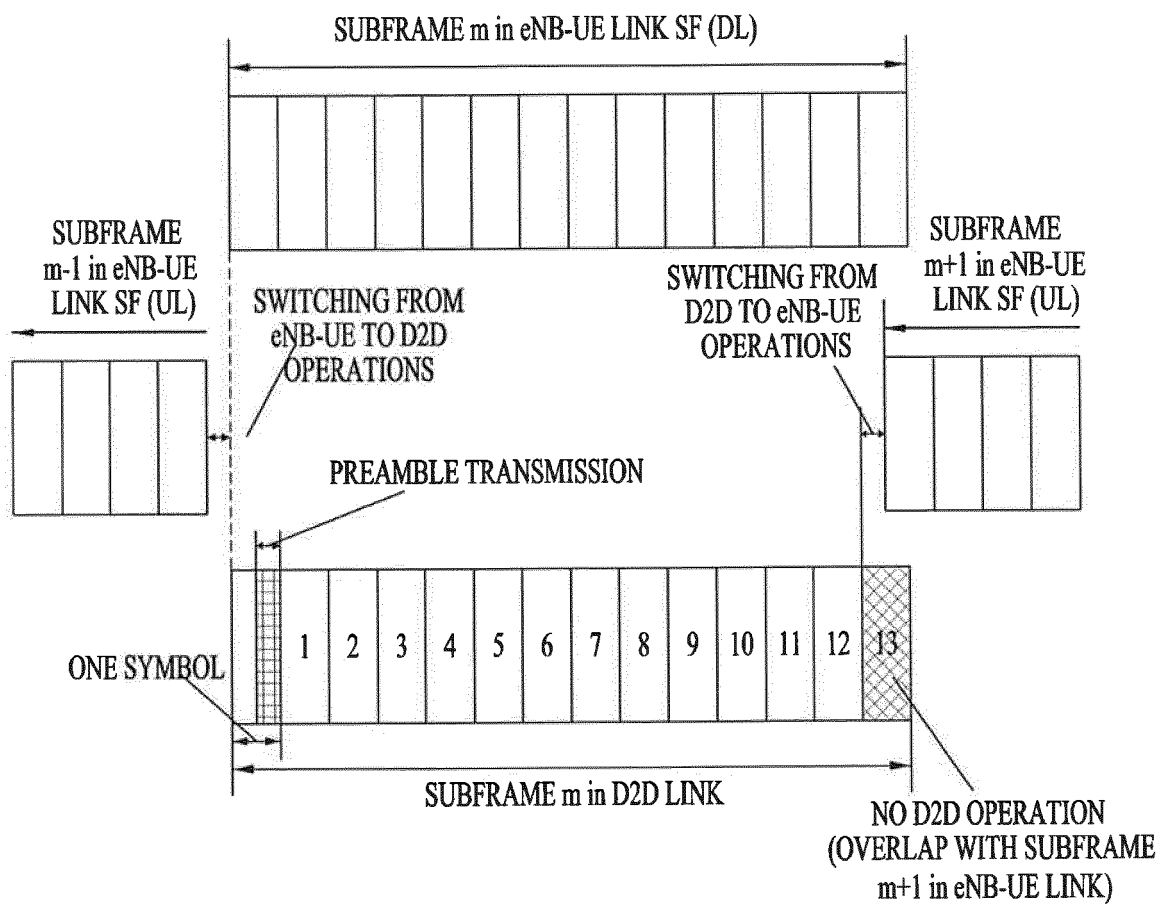 SUBFRAME m in eNB-UE LINK SF (DL)
SUBFRAME
m-1 in eNB-UE
LINK SF (UL)
SWITCHING FROM
eNB-UE TO D2D
OPERATIONS
SWITCHING FROM
D2D TO eNB-UE
OPERATIONS
SUBFRAME
m+1 in eNB-UE
LINK SF (UL)
PREAMBLE TRANSMISSION
ONE SYMBOL
1 2 3 4 5 6 7 8 9 10 11 12 13
SUBFRAME m in D2D LINK
NO D2D OPERATION
(OVERLAP WITH SUBFRAME
m+1 in eNB-UE LINK)